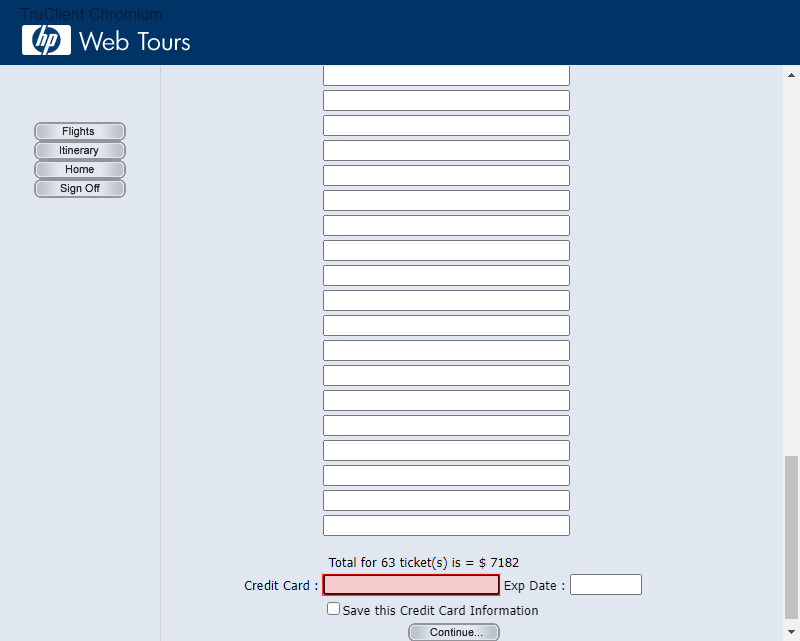 TruClient Chromium
hp Web Tours
Flights
Itinerary
Home
Sign Off
Total for 63 ticket(s) is = $ 7182
Credit Card : Exp Date :
Save this Credit Card Information
Continue...